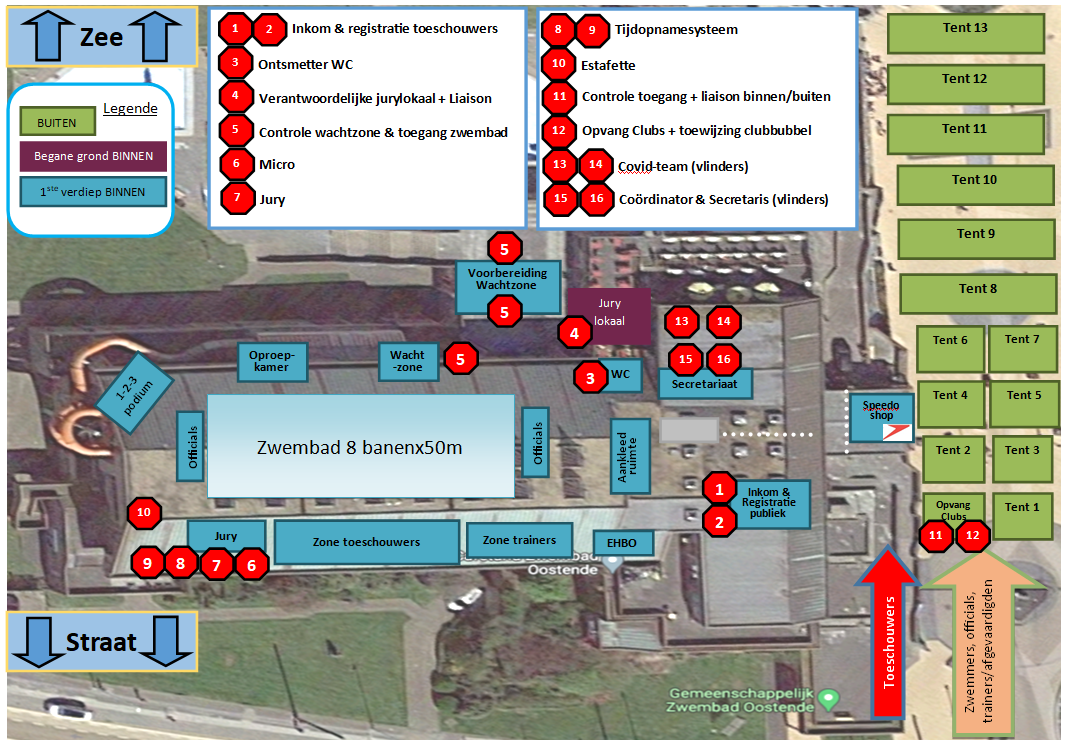 Zee
Legende
BUITEN
Begane grond BINNEN
1ste verdiep BINNEN
1 2 Inkom & registratie toeschouwers
3 Ontsmetter WC
4 Verantwoordelijke jurylokaal + Liaison
5 Controle wachtzone & toegang zwembad
6 Micro
7 Jury
8 9 Tijdopnamesysteem
10 Estafette
11 Controle toegang + liaison binnen/buiten
12 Opvang Clubs + toewijzing clubbubbel
13 14 Covid-team (vlinders)
15 16 Coördinator & Secretaris (vlinders)
Tent 13
Tent 12
Tent 11
Tent 10
Tent 9
Tent 8
Tent 6
Tent 7
Tent 4
Tent 5
Tent 2
Tent 3
Opvang
Clubs
Tent 1
11 12
5
Voorbereiding
Wachtzone
5
Jury
lokaal
4
13 14
15 16
Secretariaat
Oproep-
kamer
Wacht
-zone
5
3
WC
1-2-3
podium
Officials
Zwembad 8 banenx50m
Officials
Aankleed
ruimte
Speedo
shop
1
2
Inkom &
Registratie
publiek
10
Jury
9 8 7 6
Zone toeschouwers
Zone trainers
EHBO
Oostende
Straat
Toeschouwers
Zwemmers, officials,
trainers/afgevaardigden
Gemeenschappelijk
Zwembad Oostende